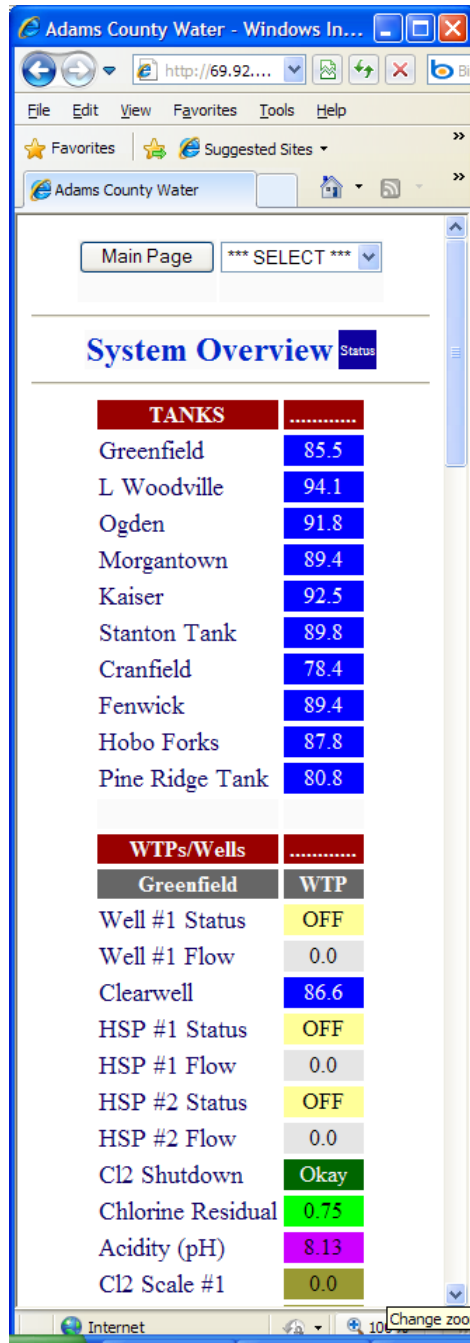 Adams County Water - Windows In...
http://69.92....
File Edit View Favorites Tools Help
Favorites Suggested Sites »
Adams County Water »
Main Page *** SELECT ***
System Overview Status
TANKS ............
Greenfield 85.5
L Woodville 94.1
Ogden 91.8
Morgantown 89.4
Kaiser 92.5
Stanton Tank 89.8
Cranfield 78.4
Fenwick 89.4
Hobo Forks 87.8
Pine Ridge Tank 80.8
WTPs/Wells ............
Greenfield WTP
Well #1 Status OFF
Well #1 Flow 0.0
Clearwell 86.6
HSP #1 Status OFF
HSP #1 Flow 0.0
HSP #2 Status OFF
HSP #2 Flow 0.0
Cl2 Shutdown Okay
Chlorine Residual 0.75
Acidity (pH) 8.13
Cl2 Scale #1 0.0
Internet Change zoo